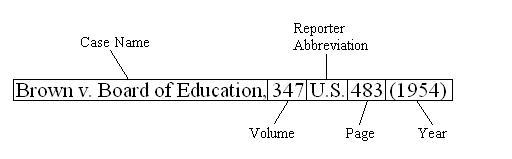 Reporter
Case Name
Abbreviation
Brown v. Board of Education, 347 U.S. 483 (1954)
Volume
Page
Year